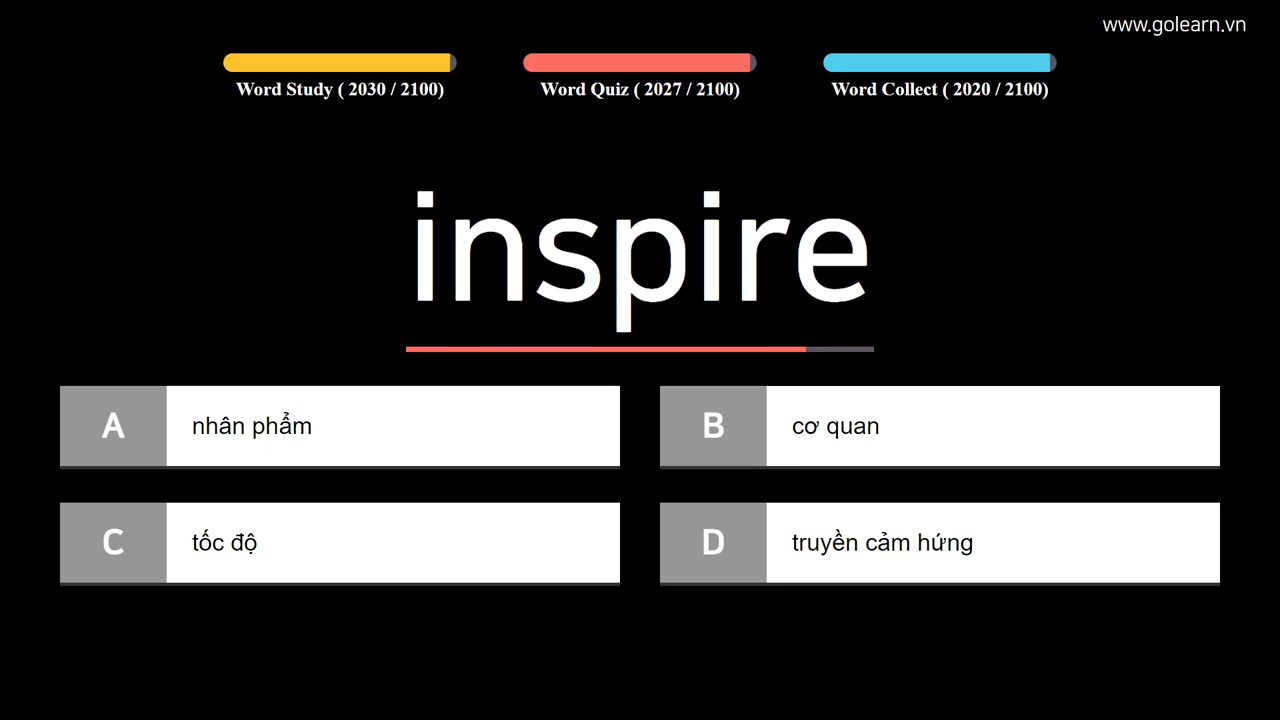 www.golearn.vn
Word Study ( 2030 / 2100)
Word Quiz ( 2027 / 2100)
Word Collect ( 2020 / 2100)
inspire
A nhân phẩm
B cơ quan
C tốc độ
D truyền cảm hứng